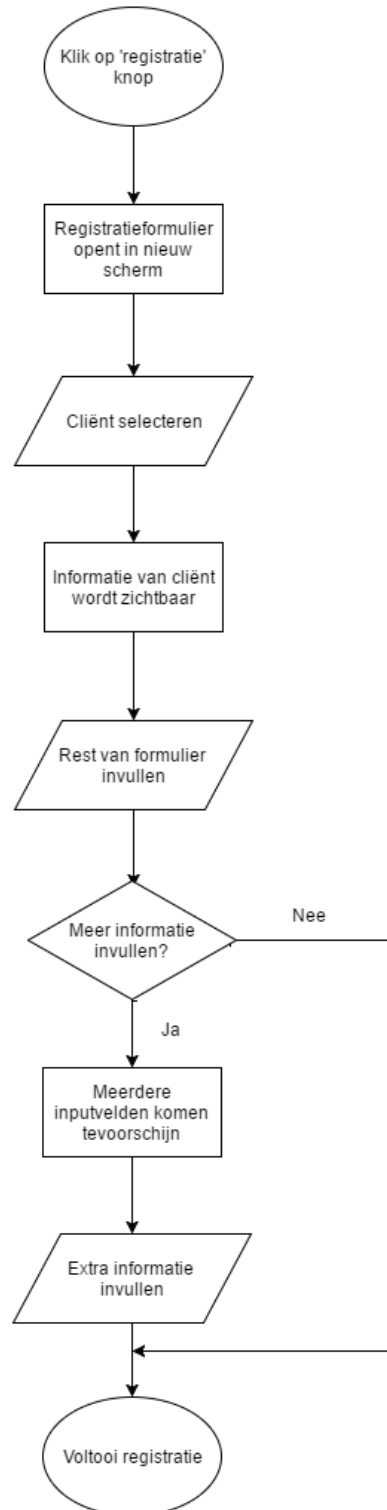 Klik op 'registratie'
knop
Registratieformulier
opent in nieuw
scherm
Cliënt selecteren
Informatie van cliënt
wordt zichtbaar
Rest van formulier
invullen
Meer informatie
invullen?
Nee
Ja
Meerdere
inputvelden komen
tevoorschijn
Extra informatie
invullen
Voltooi registratie